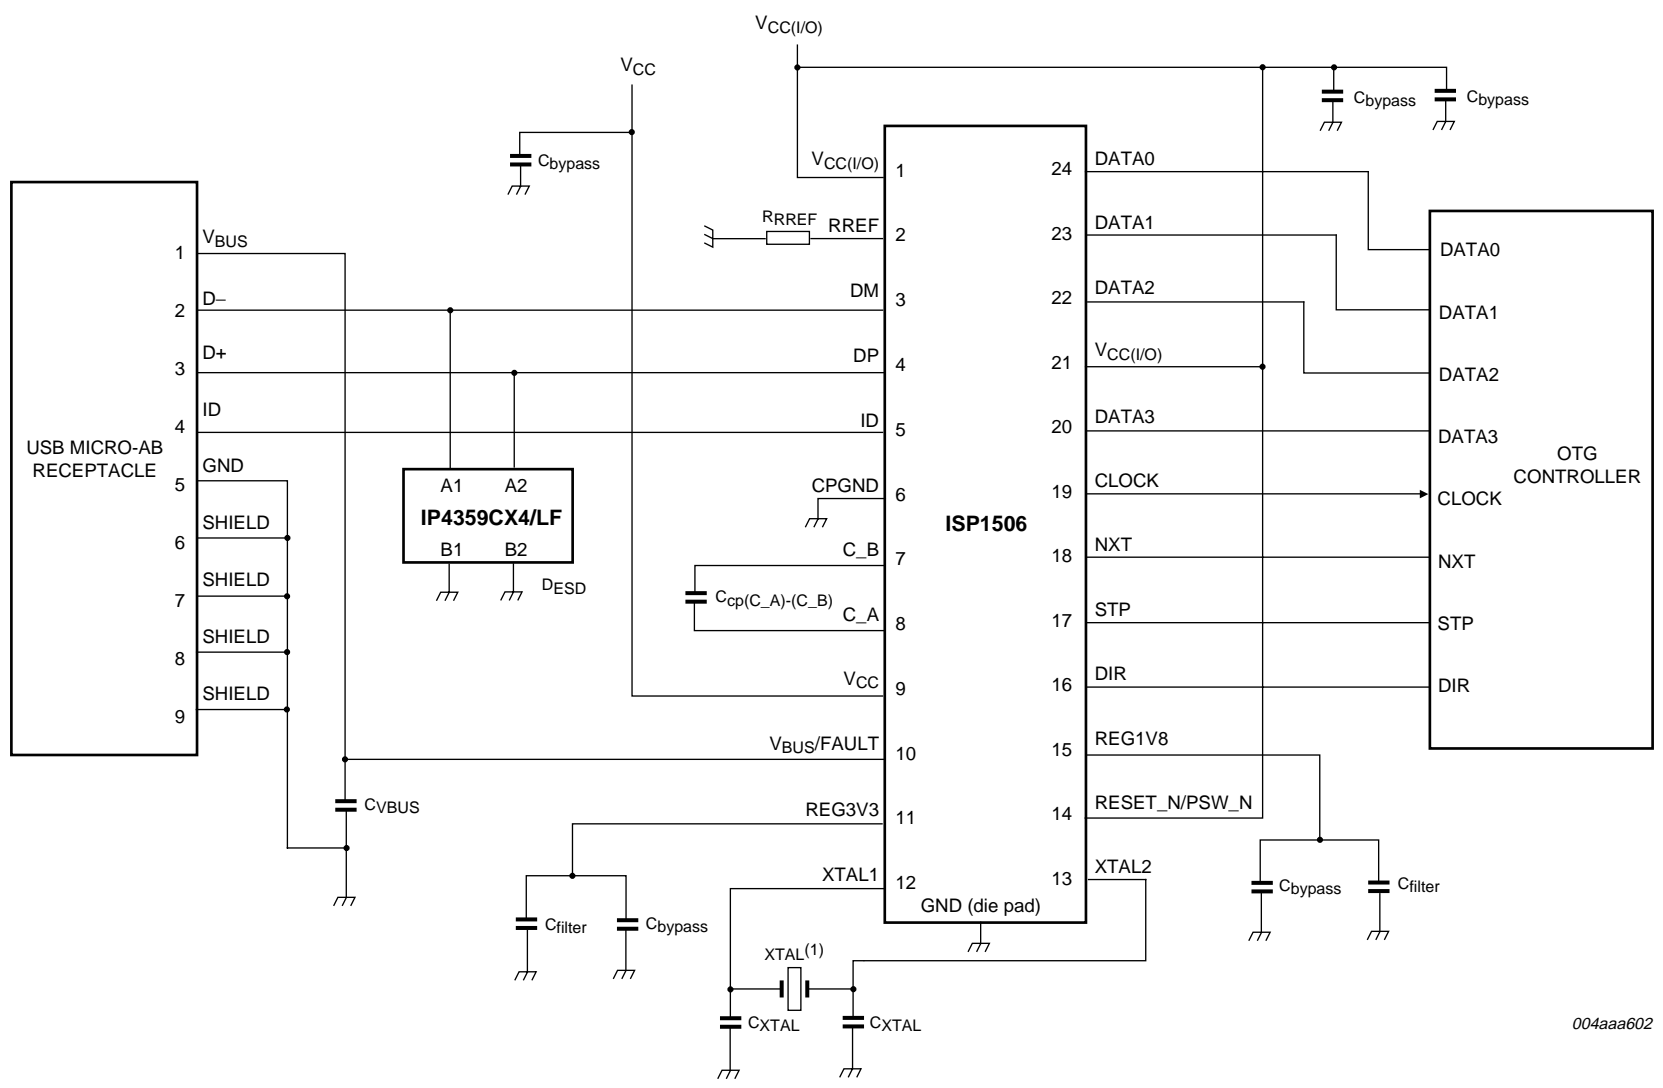 VCC(I/O)
VCC
Cbypass
Cbypass
Cbypass
USB MICRO-AB
RECEPTACLE
1
VBUS
2
D−
3
D+
4
ID
5
GND
6
SHIELD
7
SHIELD
8
SHIELD
9
SHIELD
CVBUS
A1
A2
IP4359CX4/LF
B1
B2
DESD
RRREF
Ccp(C_A)-(C_B)
VCC(I/O)
1
RREF
2
DM
3
DP
4
ID
5
CPGND
6
C_B
7
C_A
8
VCC
9
VBUS/FAULT
10
REG3V3
11
XTAL1
12
ISP1506
GND (die pad)
24
DATA0
23
DATA1
22
DATA2
21
VCC(I/O)
20
DATA3
19
CLOCK
18
NXT
17
STP
16
DIR
15
REG1V8
14
RESET_N/PSW_N
13
XTAL2
DATA0
DATA1
DATA2
DATA3
CLOCK
NXT
STP
DIR
OTG
CONTROLLER
Cfilter
Cbypass
Cbypass
Cfilter
XTAL(1)
CXTAL
CXTAL
004aaa602